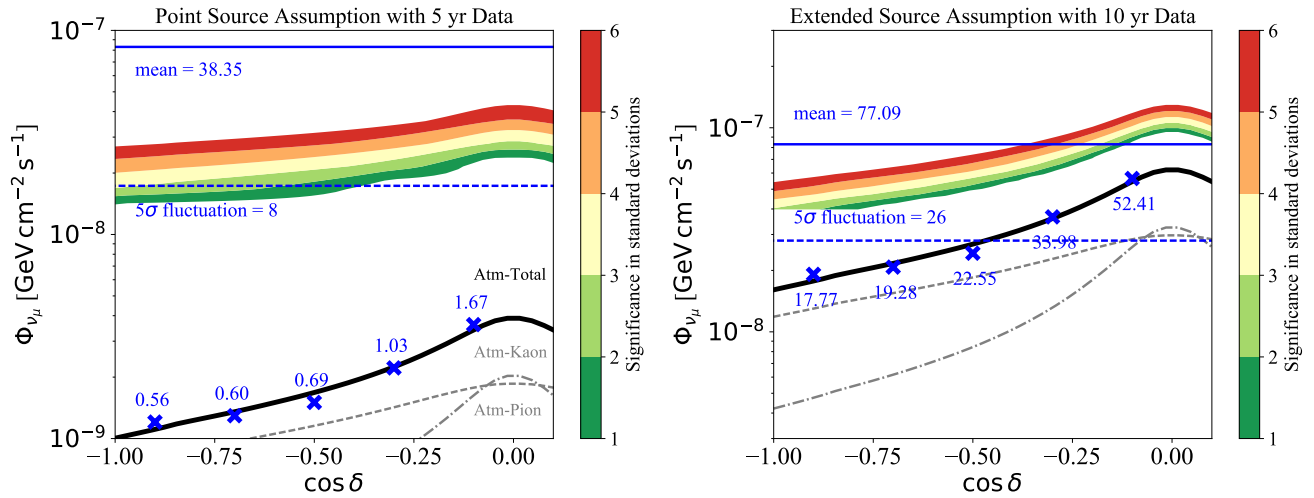 Point Source Assumption with 5 yr Data
10⁻⁷
10⁻⁸
10⁻⁹
Φνμ [GeV cm⁻² s⁻¹]
mean = 38.35
5σ fluctuation = 8
Atm-Total
Atm-Kaon
Atm-Pion
0.56
0.60
0.69
1.03
1.67
−1.00
−0.75
−0.50
−0.25
0.00
cos δ
6
5
4
3
2
1
Significance in standard deviations
Extended Source Assumption with 10 yr Data
10⁻⁷
10⁻⁸
Φνμ [GeV cm⁻² s⁻¹]
mean = 77.09
5σ fluctuation = 26
17.77
19.28
22.55
33.98
52.41
−1.00
−0.75
−0.50
−0.25
0.00
cos δ
6
5
4
3
2
1
Significance in standard deviations